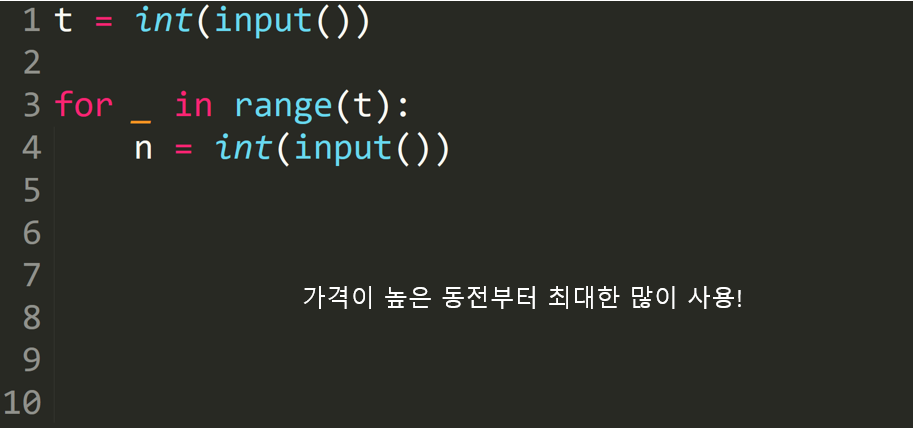 1 t = int(input())
2
3 for _ in range(t):
4     n = int(input())
5
6
7
가격이 높은 동전부터 최대한 많이 사용!
8
9
10